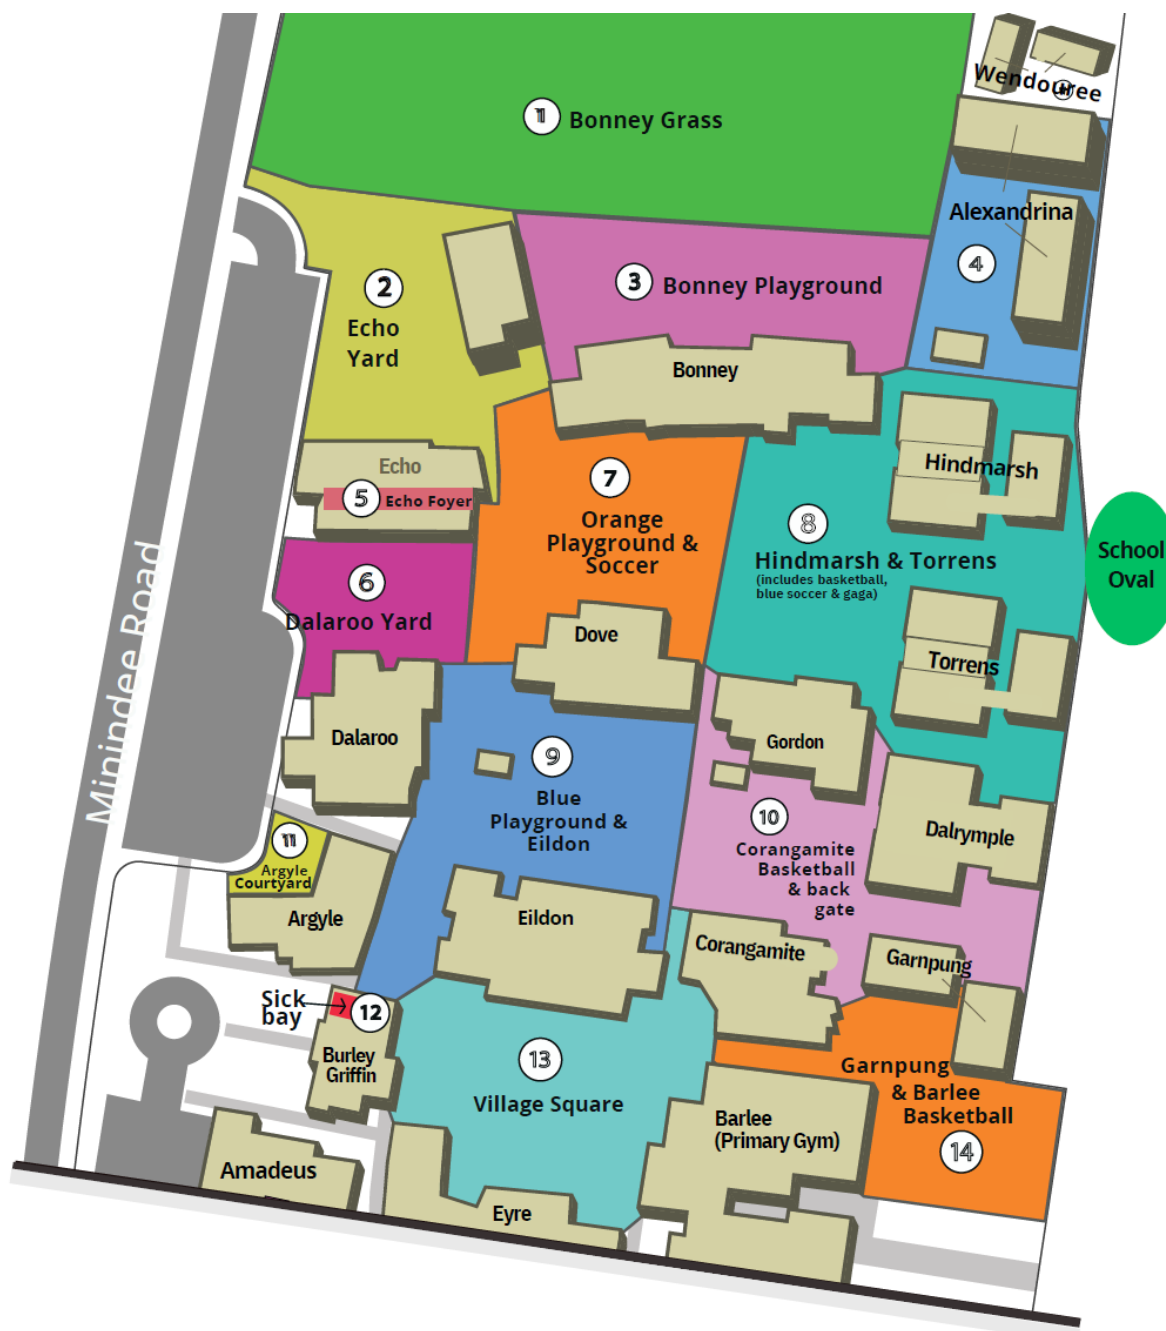 Wendouree
1 Bonney Grass
Alexandrina
4
2
Echo
Yard
3 Bonney Playground
Bonney
Echo
5 Echo Foyer
7
Orange
Playground &
Soccer
Hindmarsh
8
Hindmarsh & Torrens
(includes basketball,
blue soccer & gaga)
School
Oval
6
Dalaroo Yard
Dove
Torrens
Minindee Road
Dalaroo
9
Blue
Playground &
Eildon
Gordon
10
Corangamite
Basketball
& back
gate
Dalrymple
11
Argyle
Courtyard
Argyle
Eildon
Corangamite
Garnpung
Sick
bay
12
Burley
Griffin
13
Village Square
Garnpung
& Barlee
Basketball
14
Barlee
(Primary Gym)
Amadeus
Eyre